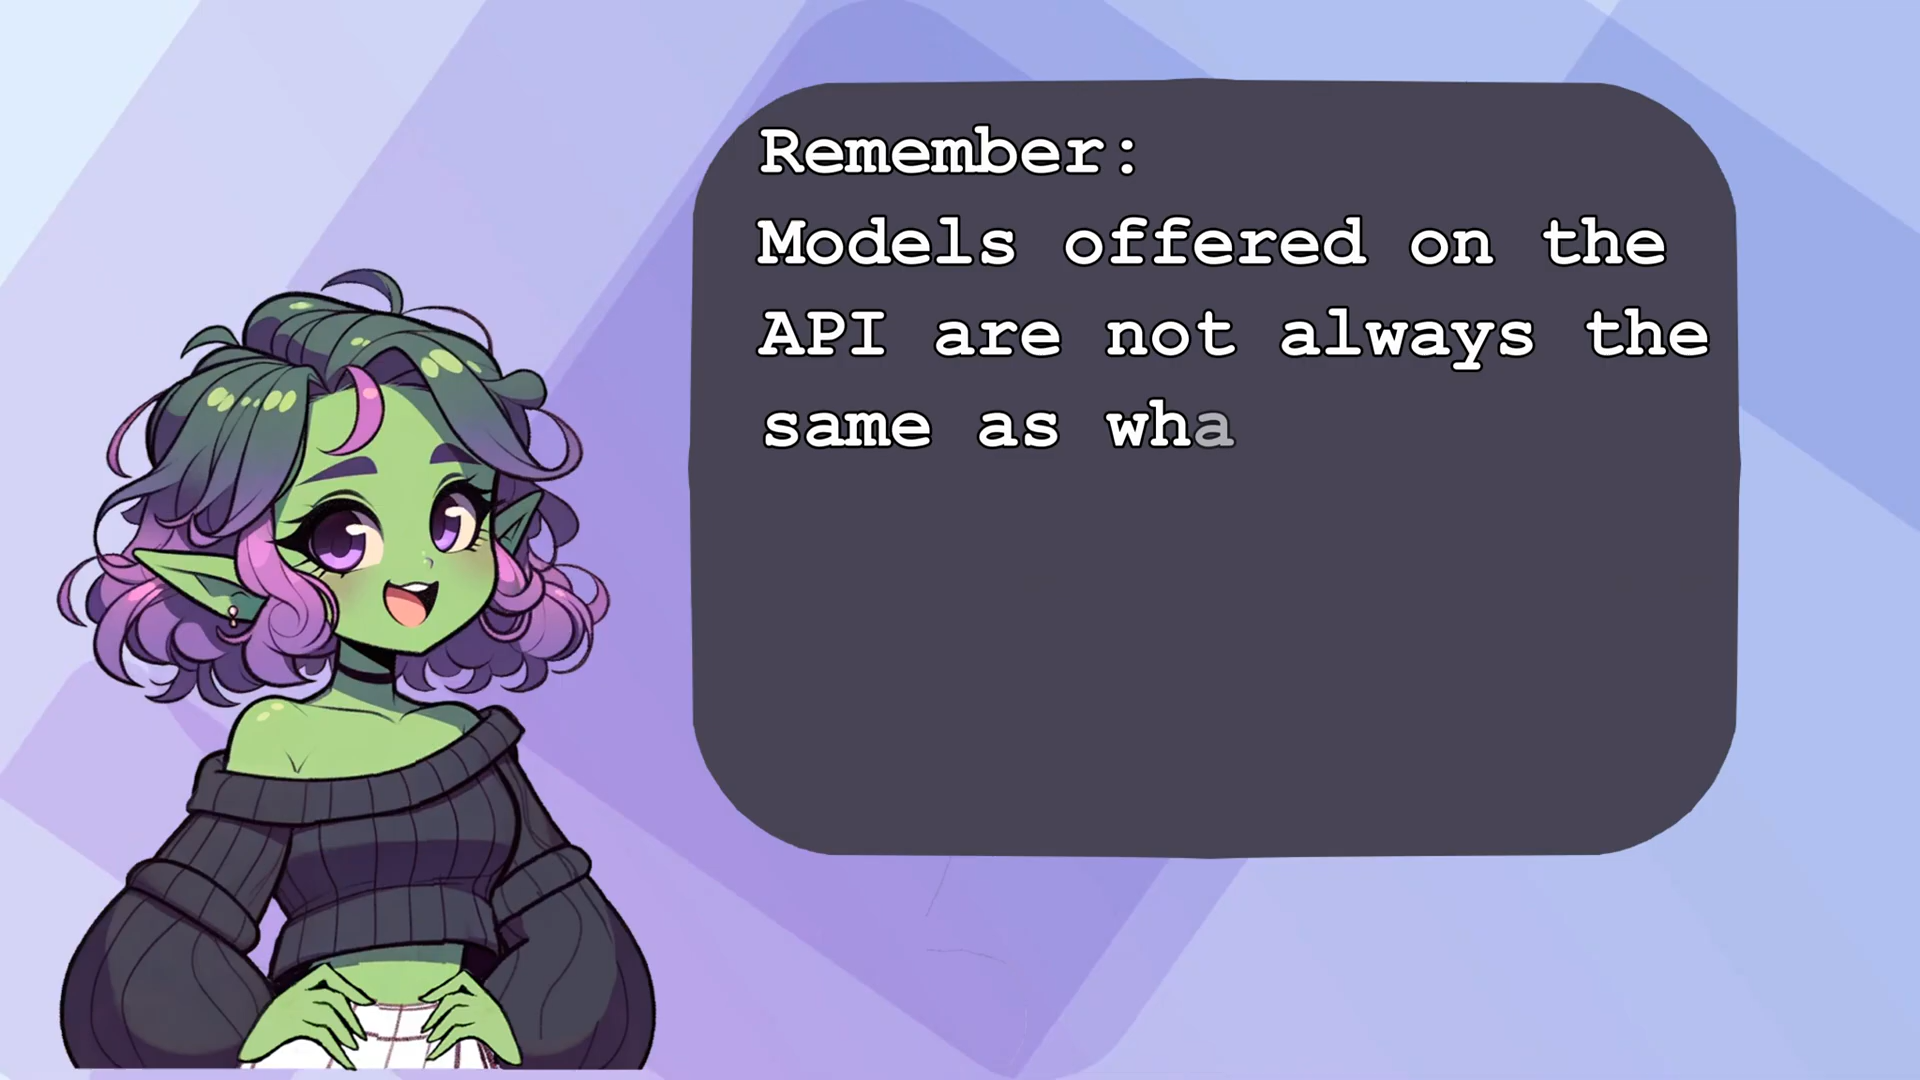 Remember:
Models offered on the
API are not always the
same as wha